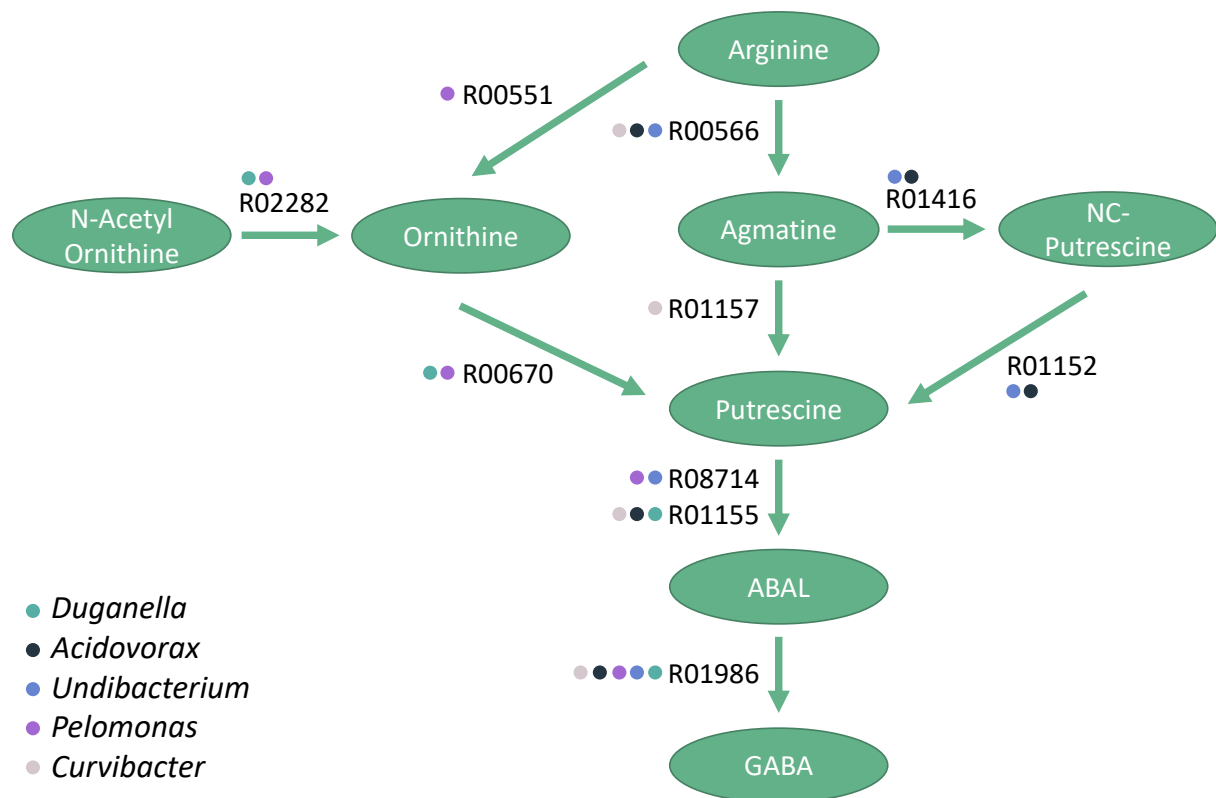 Arginine
R00551
R00566
R02282
R01416
N-Acetyl
Ornithine
Ornithine
Agmatine
NC-
Putrescine
R01157
R00670
R01152
Putrescine
R08714
R01155
ABAL
R01986
GABA
Duganella
Acidovorax
Undibacterium
Pelomonas
Curvibacter